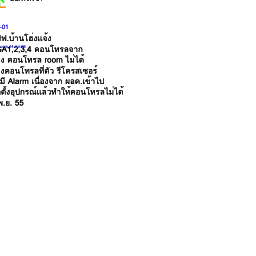 -01
ฟ.บ้านโฮ่งแจ้ง
GA1,2,3,4 คอนโทรลจาก
ง คอนโทรล room ไม่ได้
งคอนโทรลที่ตัว รีโครสเซอร์
มี Alarm เนื่องจาก ผอค.เข้าไป
ตั้งอุปกรณ์แล้วทำให้คอนโทรลไม่ได้
พ.ย. 55